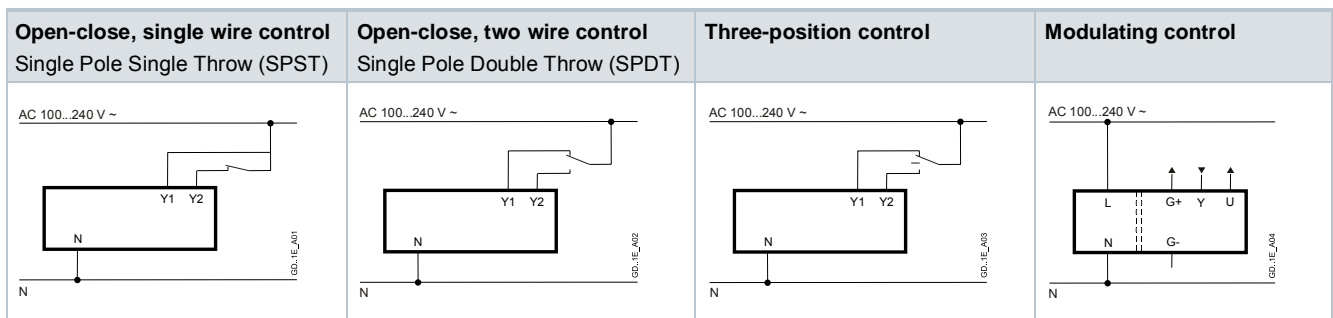 Open-close, single wire control
Single Pole Single Throw (SPST)
Open-close, two wire control
Single Pole Double Throw (SPDT)
Three-position control
Modulating control
AC 100...240 V ~
Y1 Y2
N
N
GD..1E_A01
AC 100...240 V ~
Y1 Y2
N
N
GD..1E_A02
AC 100...240 V ~
Y1 Y2
N
N
GD..1E_A03
AC 100...240 V ~
L G+ Y U
N G-
N
GD..1E_A04